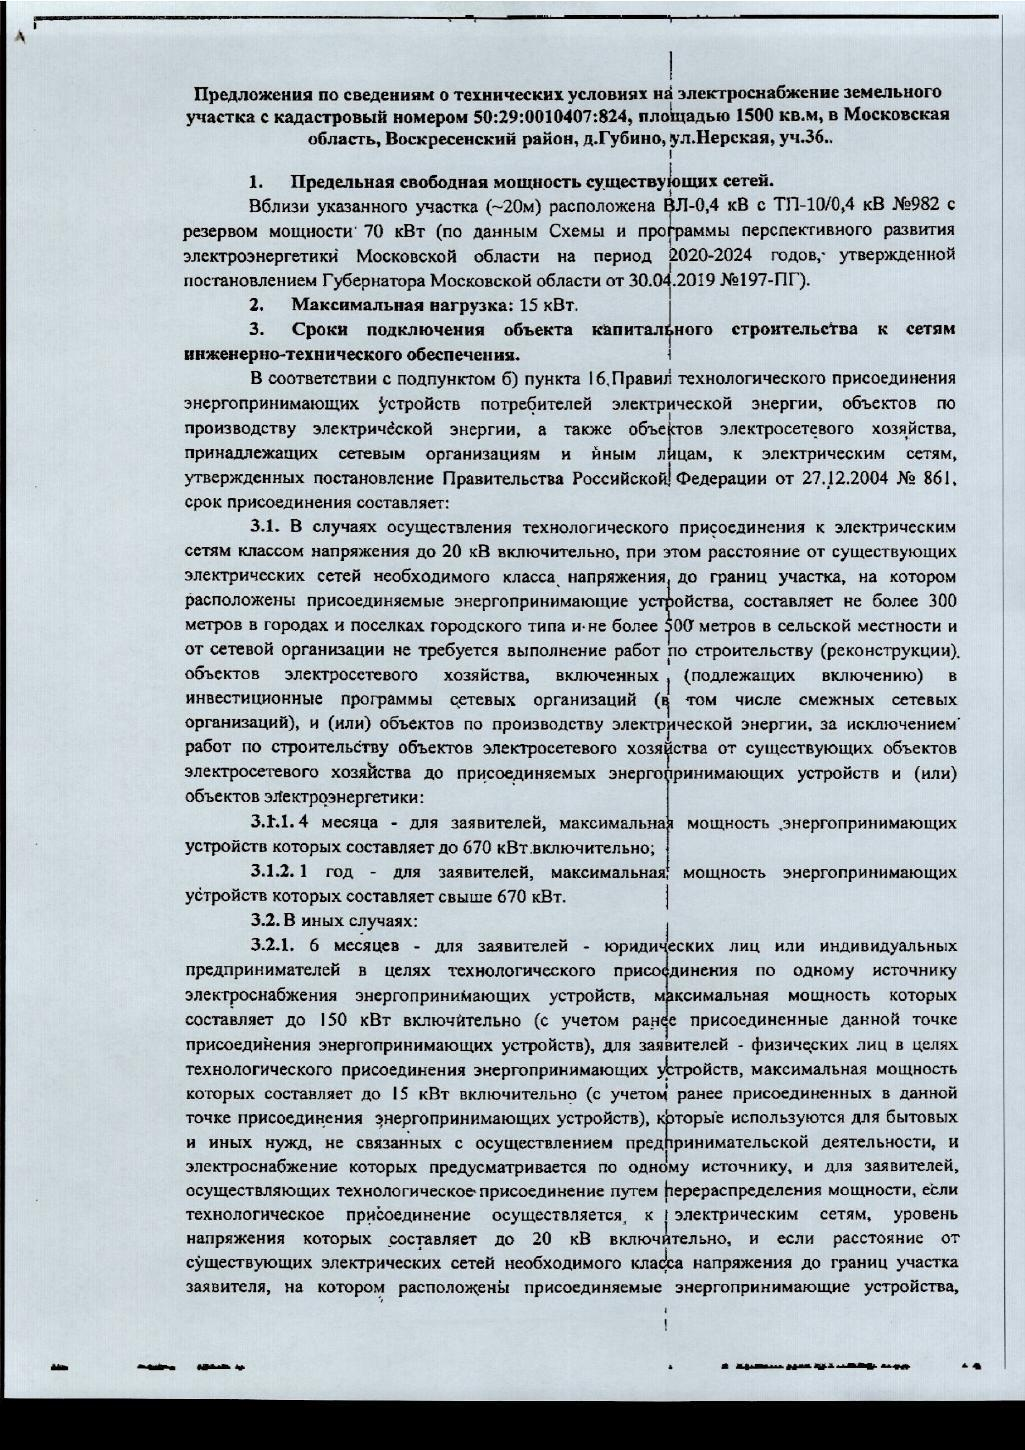 Предложения по сведениям о технических условиях на электроснабжение земельного
участка с кадастровый номером 50:29:0010407:824, площадью 1500 кв.м, в Московская
область, Воскресенский район, д.Губино, ул.Нерская, уч.36..
1. Предельная свободная мощность существующих сетей.
Вблизи указанного участка (~20м) расположена ВЛ-0,4 кВ с ТП-10/0,4 кВ №982 с
резервом мощности 70 кВт (по данным Схемы и программы перспективного развития
электроэнергетики Московской области на период 2020-2024 годов, утвержденной
постановлением Губернатора Московской области от 30.04.2019 №197-ПГ).
2. Максимальная нагрузка: 15 кВт.
3. Сроки подключения объекта капитального строительства к сетям
инженерно-технического обеспечения.
В соответствии с подпунктом б) пункта 16 Правил технологического присоединения
энергопринимающих устройств потребителей электрической энергии, объектов по
производству электрической энергии, а также объектов электросетевого хозяйства,
принадлежащих сетевым организациям и иным лицам, к электрическим сетям,
утвержденных постановление Правительства Российской Федерации от 27.12.2004 № 861,
срок присоединения составляет:
3.1. В случаях осуществления технологического присоединения к электрическим
сетям классом напряжения до 20 кВ включительно, при этом расстояние от существующих
электрических сетей необходимого класса напряжения до границ участка, на котором
расположены присоединяемые энергопринимающие устройства, составляет не более 300
метров в городах и поселках городского типа и не более 500 метров в сельской местности и
от сетевой организации не требуется выполнение работ по строительству (реконструкции)
объектов электросетевого хозяйства, включенных (подлежащих включению) в
инвестиционные программы сетевых организаций (в том числе смежных сетевых
организаций), и (или) объектов по производству электрической энергии, за исключением
работ по строительству объектов электросетевого хозяйства от существующих объектов
электросетевого хозяйства до присоединяемых энергопринимающих устройств и (или)
объектов электроэнергетики:
3.1.1. 4 месяца - для заявителей, максимальная мощность энергопринимающих
устройств которых составляет до 670 кВт включительно;
3.1.2. 1 год - для заявителей, максимальная мощность энергопринимающих
устройств которых составляет свыше 670 кВт.
3.2. В иных случаях:
3.2.1. 6 месяцев - для заявителей - юридических лиц или индивидуальных
предпринимателей в целях технологического присоединения по одному источнику
электроснабжения энергопринимающих устройств, максимальная мощность которых
составляет до 150 кВт включительно (с учетом ранее присоединенные данной точке
присоединения энергопринимающих устройств), для заявителей - физических лиц в целях
технологического присоединения энергопринимающих устройств, максимальная мощность
которых составляет до 15 кВт включительно (с учетом ранее присоединенных в данной
точке присоединения энергопринимающих устройств), которые используются для бытовых
и иных нужд, не связанных с осуществлением предпринимательской деятельности, и
электроснабжение которых предусматривается по одному источнику, и для заявителей,
осуществляющих технологическое присоединение путем перераспределения мощности, если
технологическое присоединение осуществляется к электрическим сетям, уровень
напряжения которых составляет до 20 кВ включительно, и если расстояние от
существующих электрических сетей необходимого класса напряжения до границ участка
заявителя, на котором расположены присоединяемые энергопринимающие устройства,